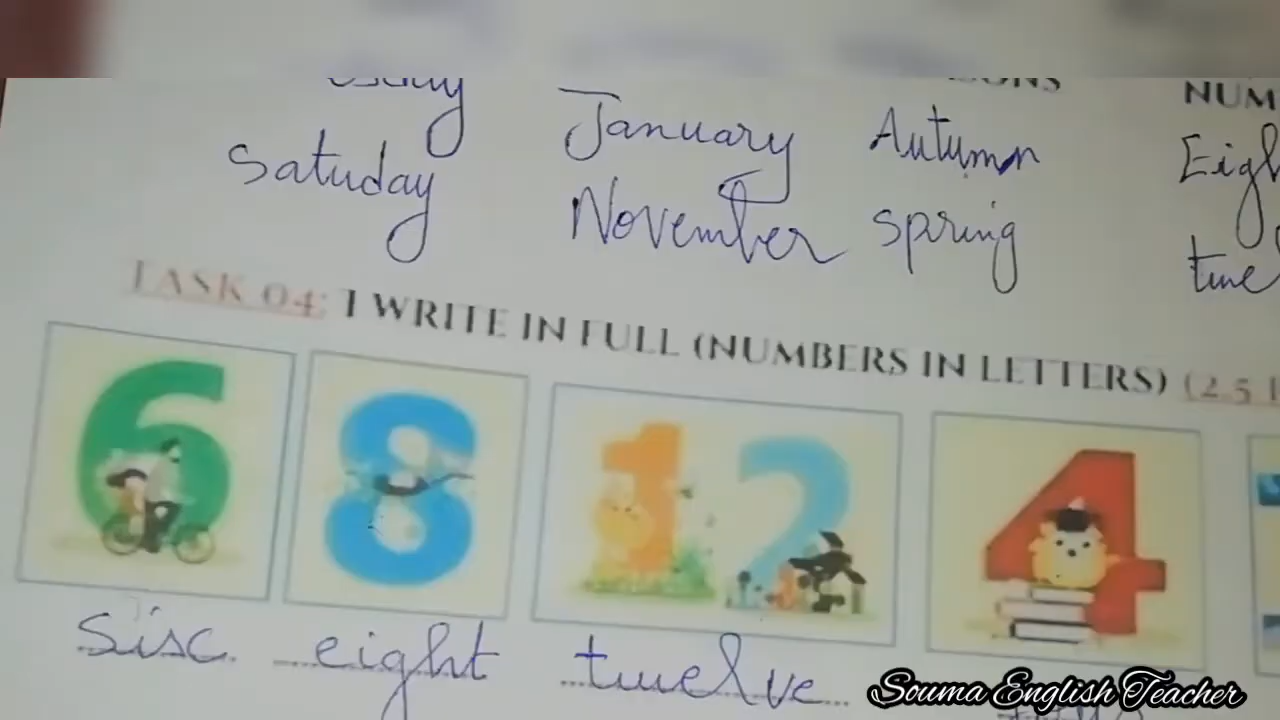 January Autumn
Satuday November spring
TASK 04: I WRITE IN FULL (NUMBERS IN LETTERS)
6 8 12 4
sisc eight twelve
Souma English Teacher